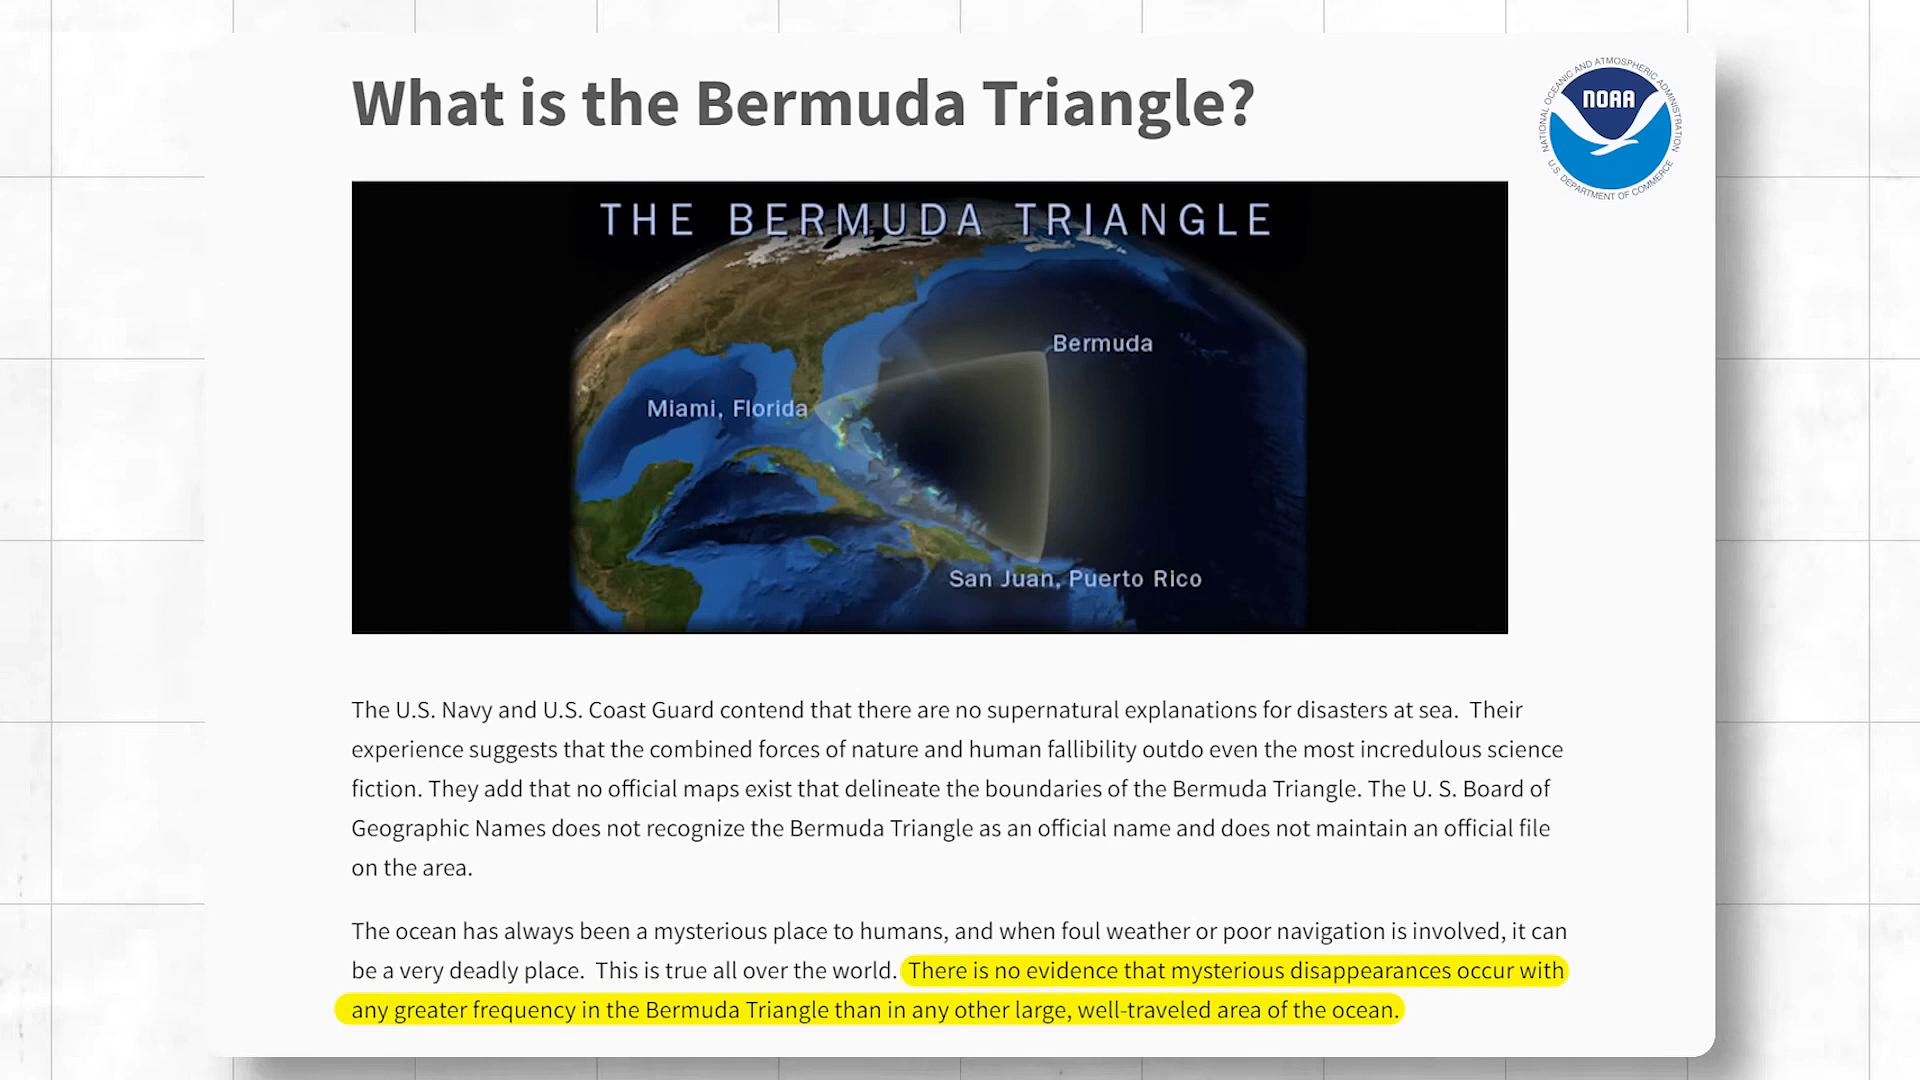 What is the Bermuda Triangle?
NATIONAL OCEANIC AND ATMOSPHERIC ADMINISTRATION
NOAA
U.S. DEPARTMENT OF COMMERCE
THE BERMUDA TRIANGLE
Bermuda
Miami, Florida
San Juan, Puerto Rico
The U.S. Navy and U.S. Coast Guard contend that there are no supernatural explanations for disasters at sea.  Their
experience suggests that the combined forces of nature and human fallibility outdo even the most incredulous science
fiction. They add that no official maps exist that delineate the boundaries of the Bermuda Triangle. The U. S. Board of
Geographic Names does not recognize the Bermuda Triangle as an official name and does not maintain an official file
on the area.
The ocean has always been a mysterious place to humans, and when foul weather or poor navigation is involved, it can
be a very deadly place.  This is true all over the world. There is no evidence that mysterious disappearances occur with
any greater frequency in the Bermuda Triangle than in any other large, well-traveled area of the ocean.